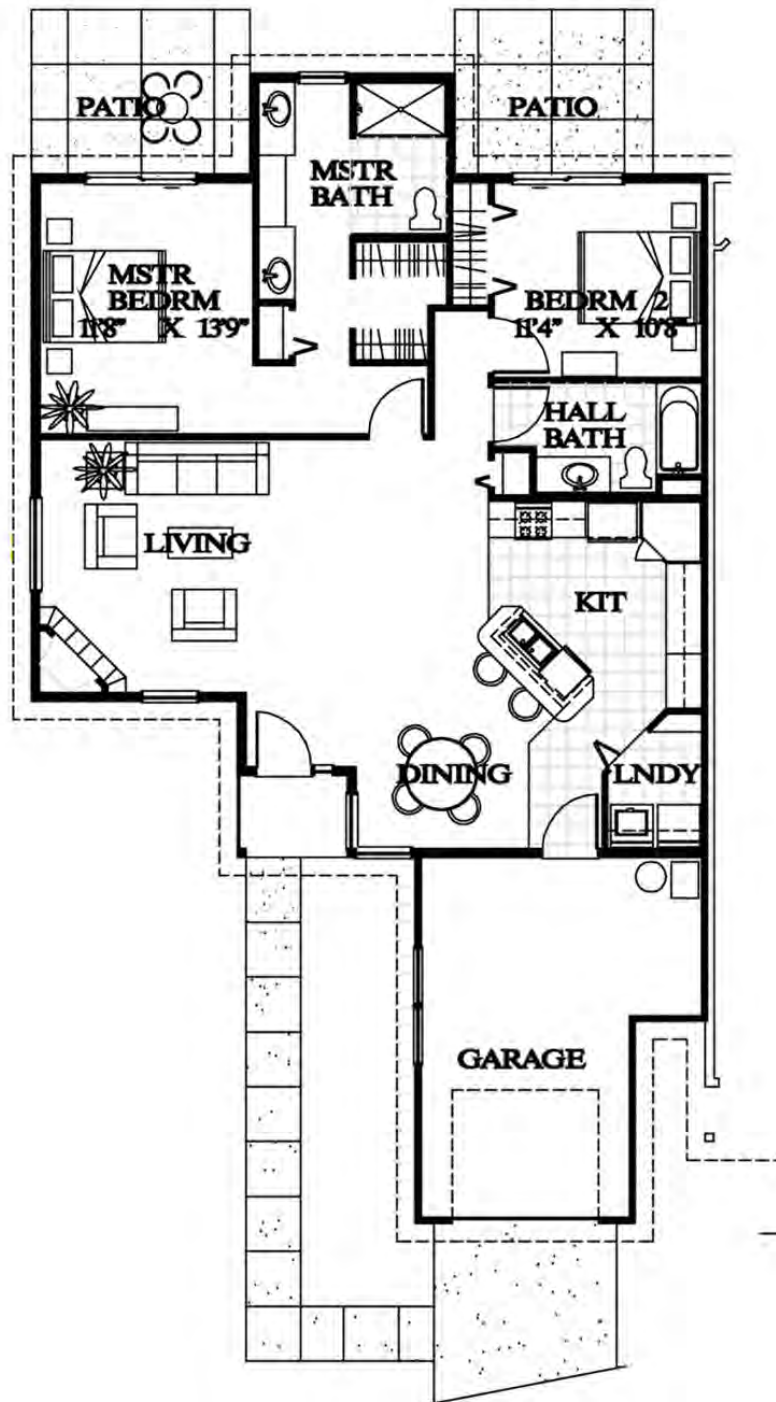 PATIO
PATIO
MSTR
BATH
MSTR
BEDRM
11'8" X 13'9"
BEDRM 2
11'4" X 10'8"
HALL
BATH
LIVING
KIT
DINING
LNDY
GARAGE